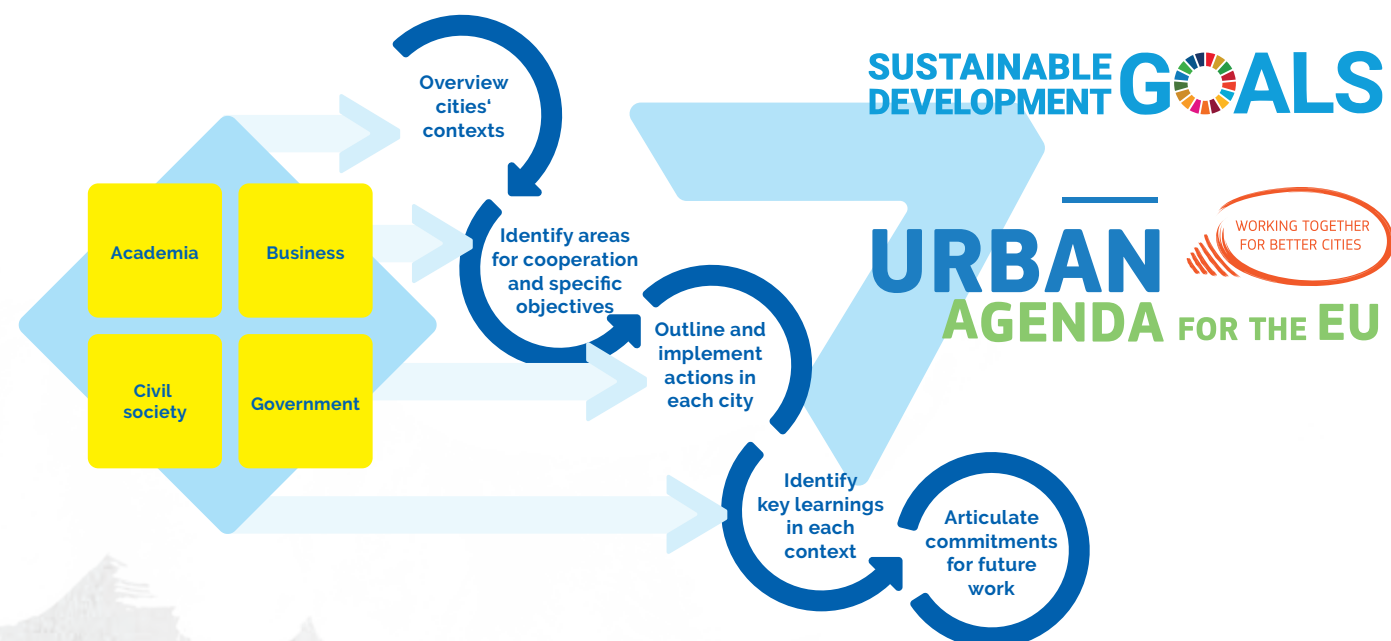 Overview
cities‘
contexts
SUSTAINABLE
DEVELOPMENT
GOALS
Academia
Business
Civil
society
Government
Identify areas
for cooperation
and specific
objectives
URBAN
AGENDA FOR THE EU
WORKING TOGETHER
FOR BETTER CITIES
Outline and
implement
actions in
each city
Identify
key learnings
in each
context
Articulate
commitments
for future
work